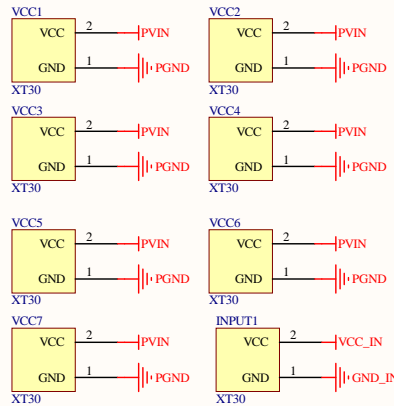 VCC1
VCC 2 PVIN
GND 1 PGND
XT30
VCC2
VCC 2 PVIN
GND 1 PGND
XT30
VCC3
VCC 2 PVIN
GND 1 PGND
XT30
VCC4
VCC 2 PVIN
GND 1 PGND
XT30
VCC5
VCC 2 PVIN
GND 1 PGND
XT30
VCC6
VCC 2 PVIN
GND 1 PGND
XT30
VCC7
VCC 2 PVIN
GND 1 PGND
XT30
INPUT1
VCC 2 VCC_IN
GND 1 GND_IN
XT30